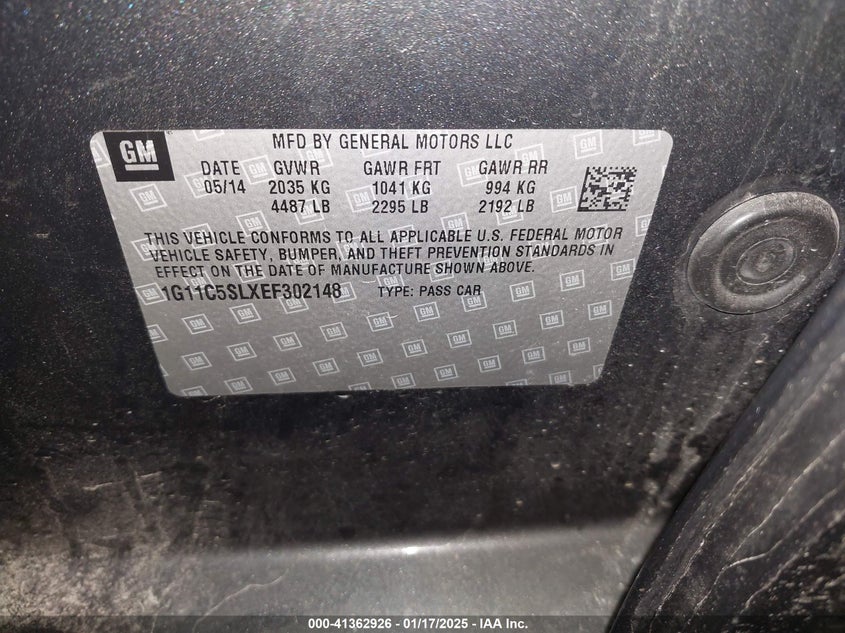 GM
MFD BY GENERAL MOTORS LLC
DATE GVWR GAWR FRT GAWR RR
05/14 2035 KG 1041 KG 994 KG
4487 LB 2295 LB 2192 LB
THIS VEHICLE CONFORMS TO ALL APPLICABLE U.S. FEDERAL MOTOR
VEHICLE SAFETY, BUMPER, AND THEFT PREVENTION STANDARDS IN
EFFECT ON THE DATE OF MANUFACTURE SHOWN ABOVE.
1G11C5SLXEF302148 TYPE: PASS CAR
000-41362926 - 01/17/2025 - IAA Inc.